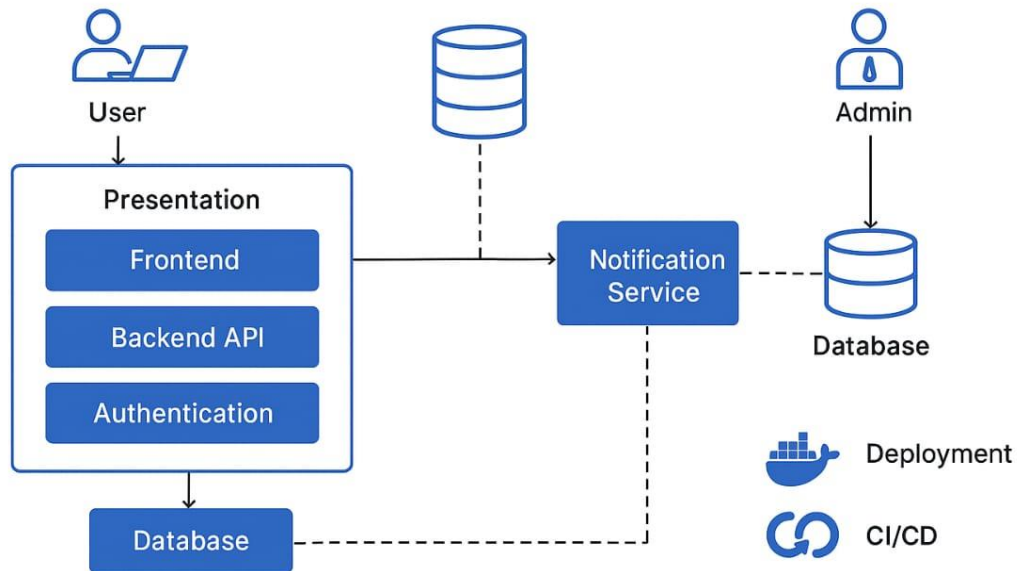 User
Admin
Presentation
Frontend
Backend API
Authentication
Database
Notification
Service
Database
Deployment
CI/CD